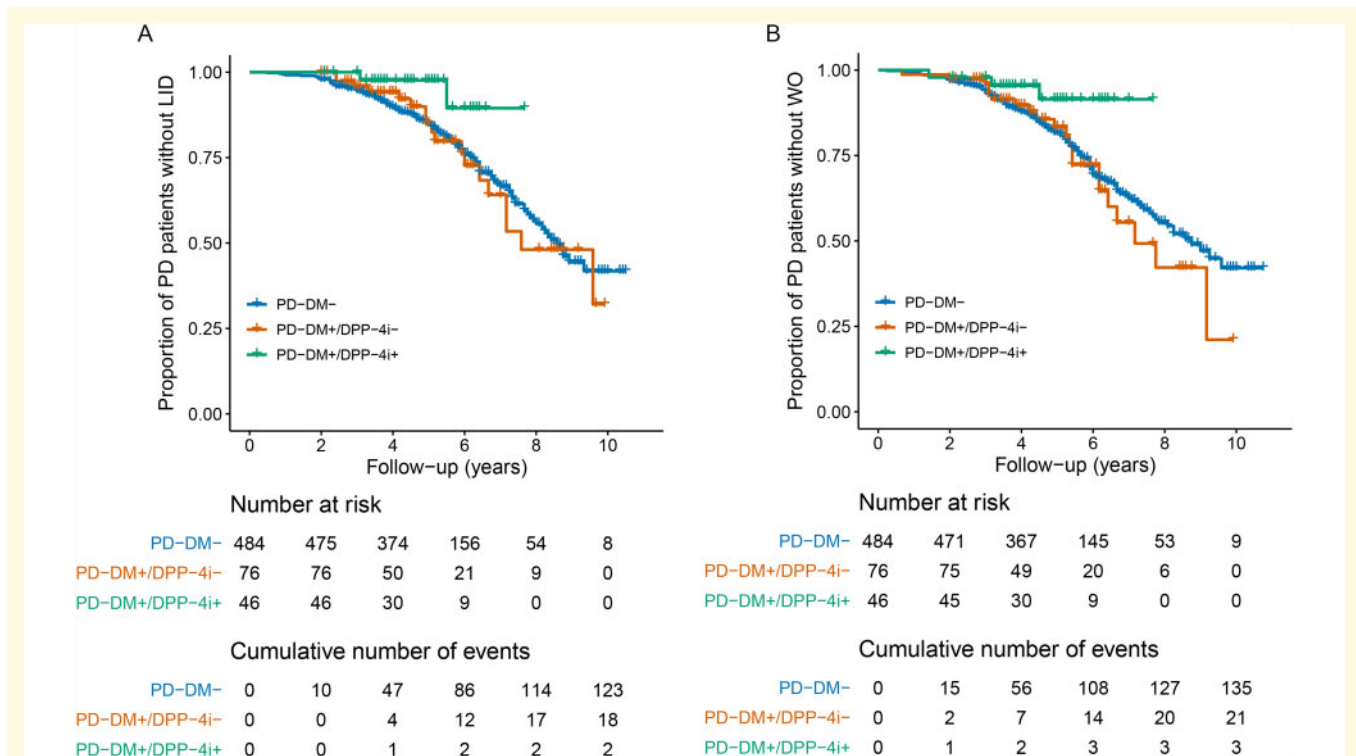 A
Proportion of PD patients without LID
1.00
0.75
0.50
0.25
0.00
PD-DM-
PD-DM+/DPP-4i-
PD-DM+/DPP-4i+
0 2 4 6 8 10
Follow-up (years)
Number at risk
PD-DM- 484 475 374 156 54 8
PD-DM+/DPP-4i- 76 76 50 21 9 0
PD-DM+/DPP-4i+ 46 46 30 9 0 0
Cumulative number of events
PD-DM- 0 10 47 86 114 123
PD-DM+/DPP-4i- 0 0 4 12 17 18
PD-DM+/DPP-4i+ 0 0 1 2 2 2
B
Proportion of PD patients without WO
1.00
0.75
0.50
0.25
0.00
PD-DM-
PD-DM+/DPP-4i-
PD-DM+/DPP-4i+
0 2 4 6 8 10
Follow-up (years)
Number at risk
PD-DM- 484 471 367 145 53 9
PD-DM+/DPP-4i- 76 75 49 20 6 0
PD-DM+/DPP-4i+ 46 45 30 9 0 0
Cumulative number of events
PD-DM- 0 15 56 108 127 135
PD-DM+/DPP-4i- 0 2 7 14 20 21
PD-DM+/DPP-4i+ 0 1 2 3 3 3